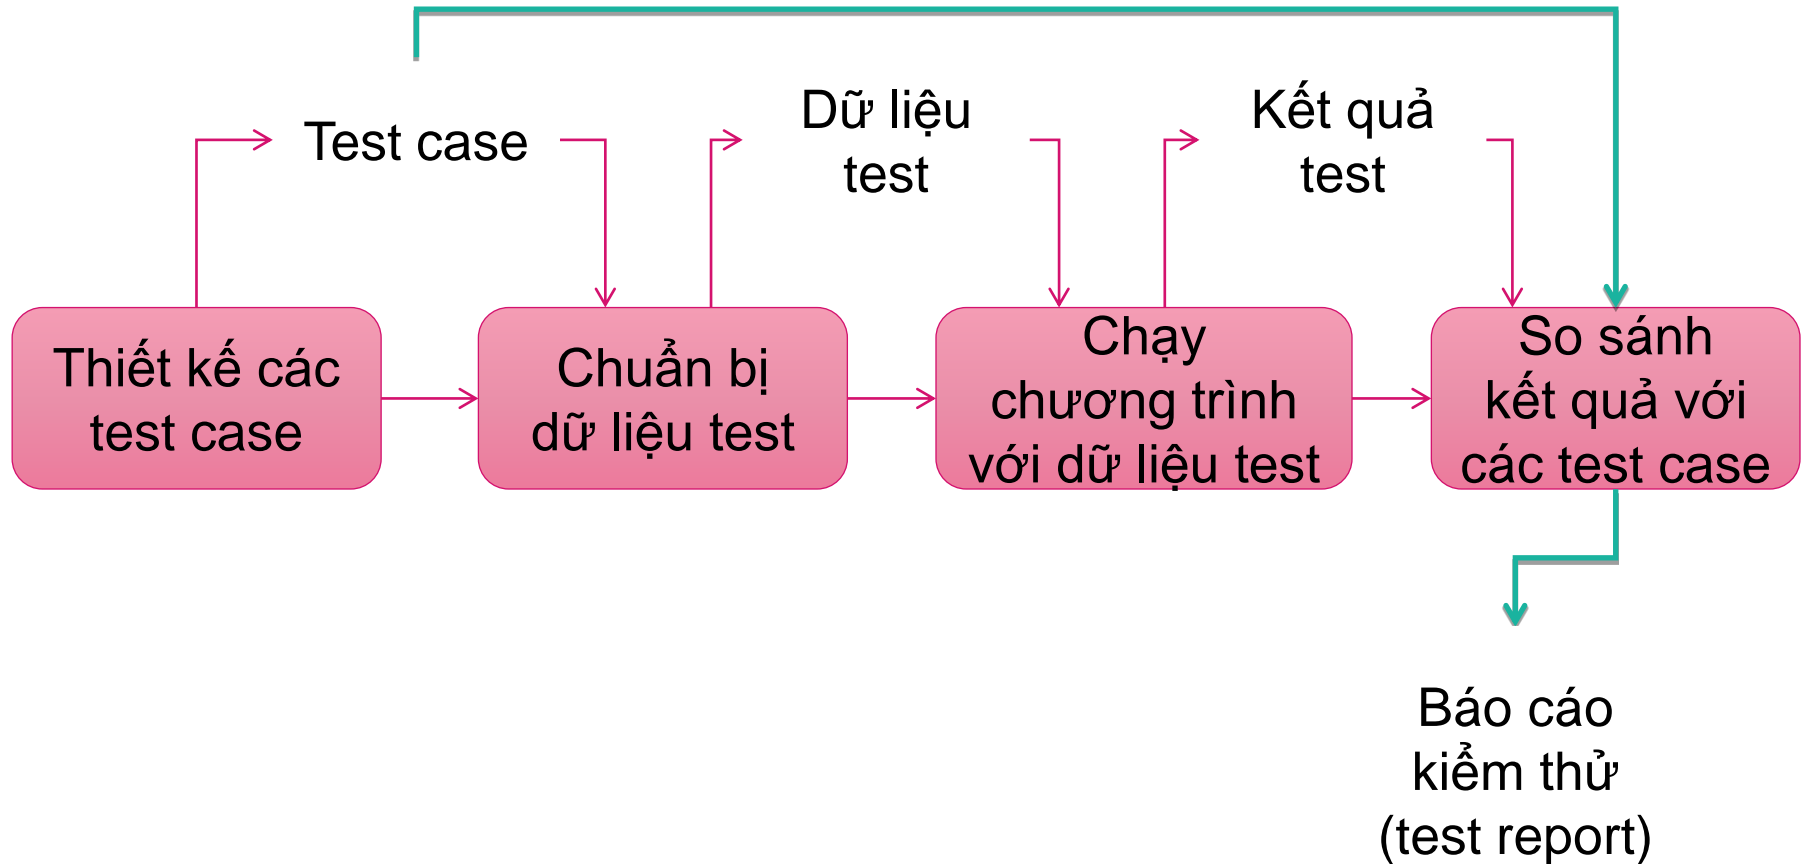 Test case
Dữ liệu
test
Kết quả
test
Thiết kế các
test case
Chuẩn bị
dữ liệu test
Chạy
chương trình
với dữ liệu test
So sánh
kết quả với
các test case
Báo cáo
kiểm thử
(test report)